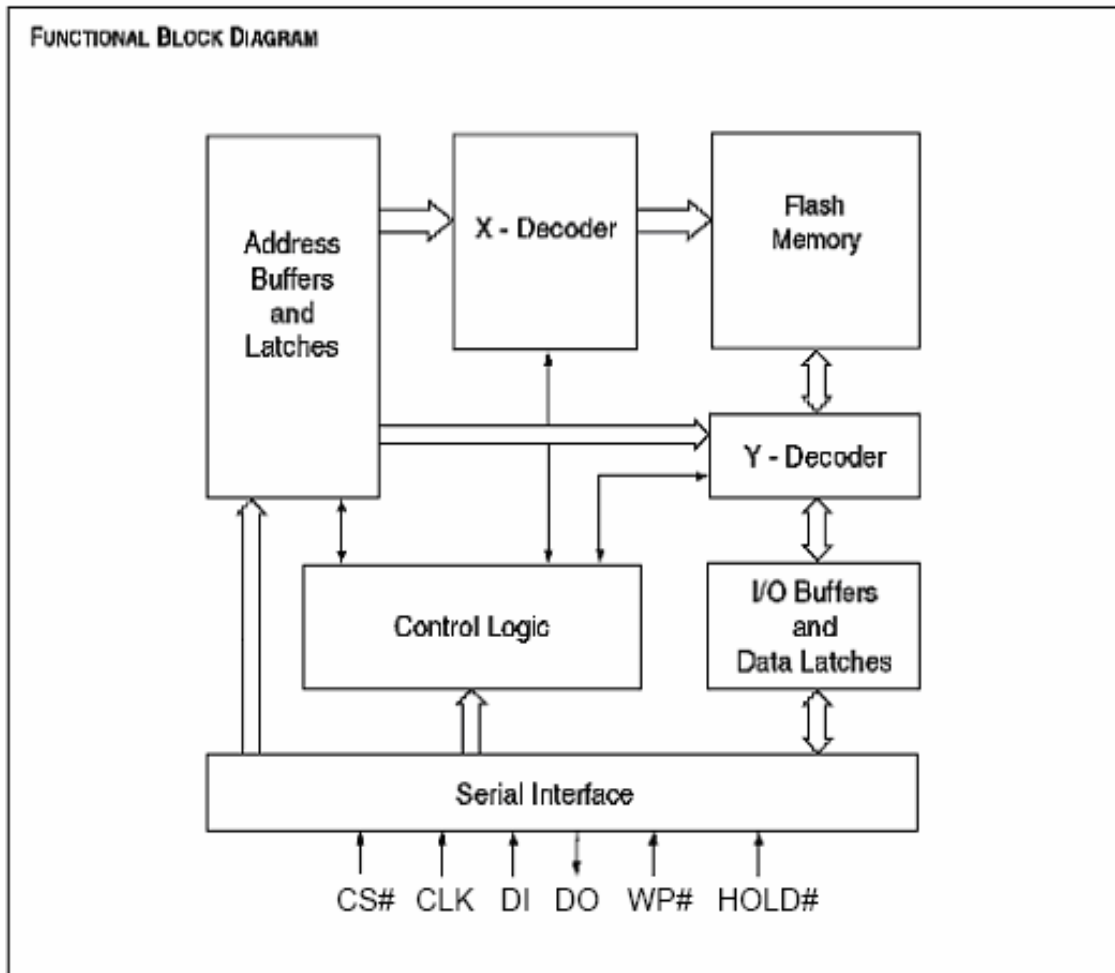 FUNCTIONAL BLOCK DIAGRAM
Address
Buffers
and
Latches
X - Decoder
Flash
Memory
Y - Decoder
Control Logic
I/O Buffers
and
Data Latches
Serial Interface
CS# CLK DI DO WP# HOLD#